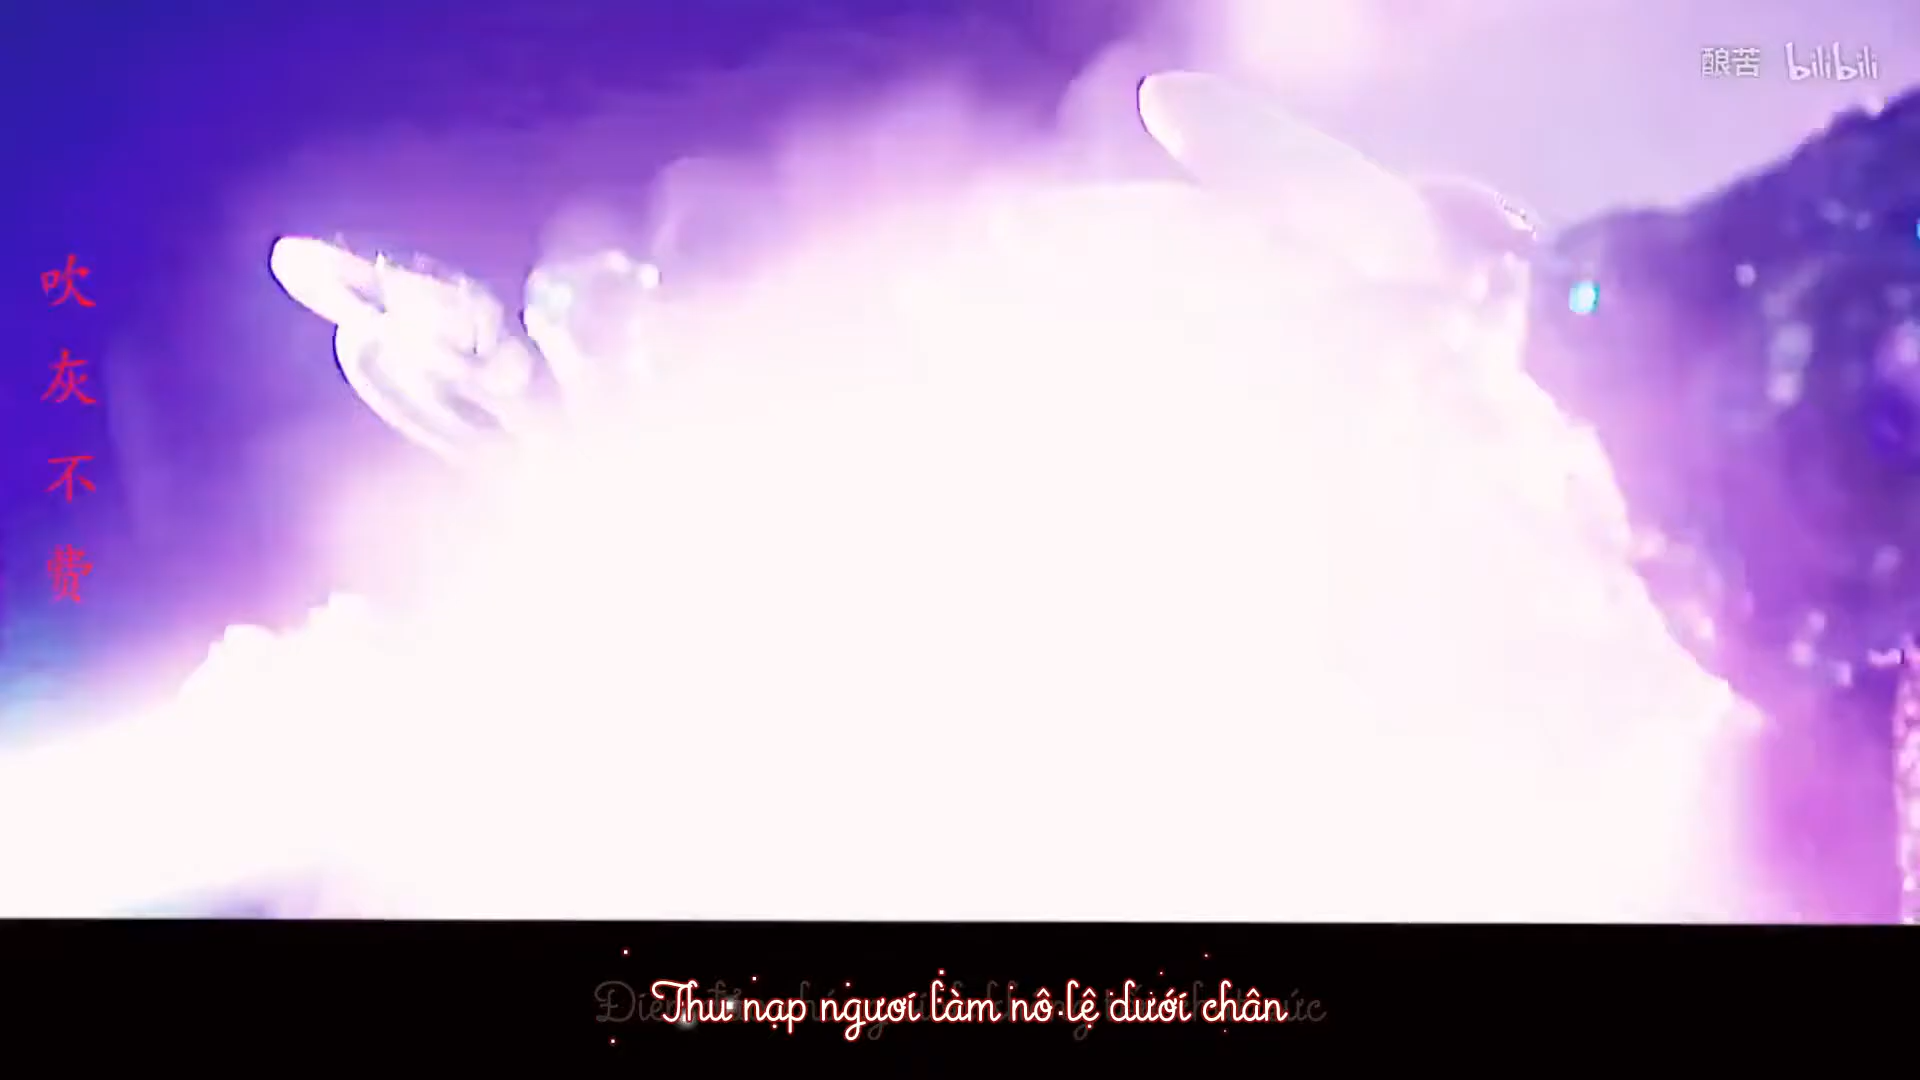 酿苦 bilibili
吹灰不费
Thu nạp ngươi làm nô lệ dưới chân